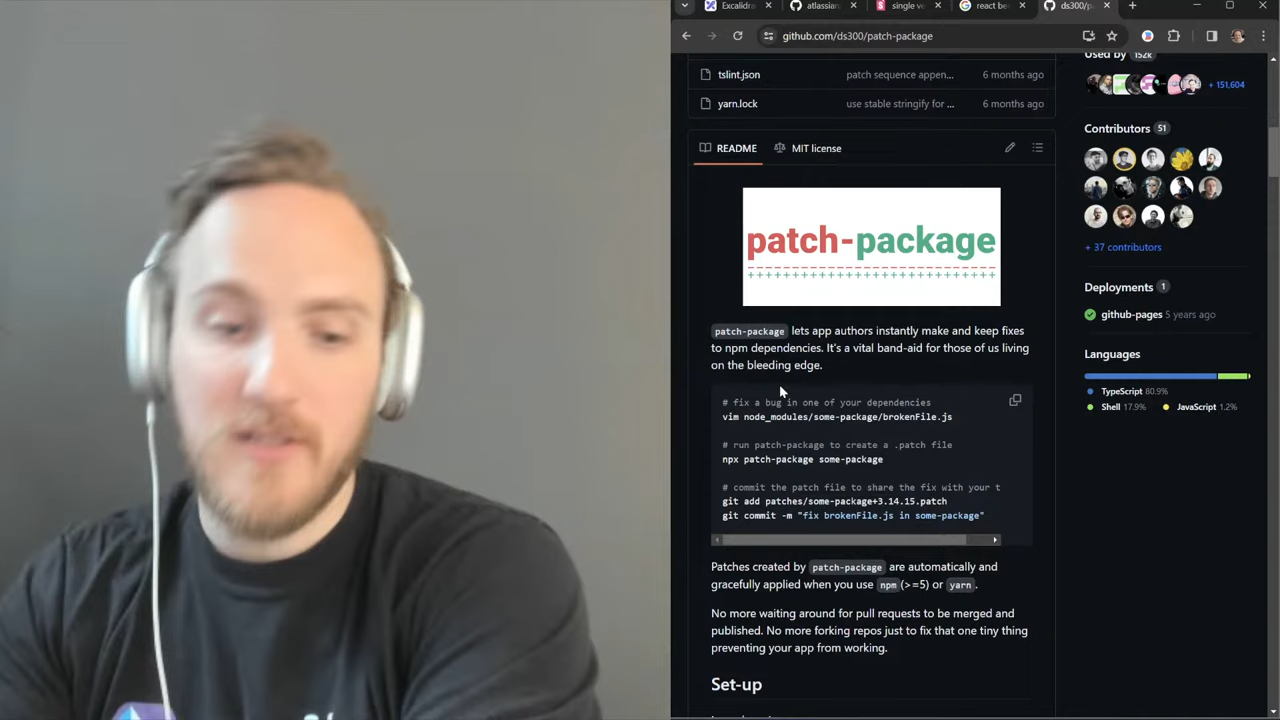 Excalidra
atlassian
single ve
react be
ds300/p
github.com/ds300/patch-package
Used by 152k
tslint.json patch sequence appen... 6 months ago
+ 151,604
yarn.lock use stable stringify for ... 6 months ago
Contributors 51
README MIT license
patch-package
+ 37 contributors
Deployments 1
github-pages 5 years ago
patch-package lets app authors instantly make and keep fixes
to npm dependencies. It's a vital band-aid for those of us living
on the bleeding edge.
Languages
TypeScript 80.9%
Shell 17.9% JavaScript 1.2%
# fix a bug in one of your dependencies
vim node_modules/some-package/brokenFile.js
# run patch-package to create a .patch file
npx patch-package some-package
# commit the patch file to share the fix with your t
git add patches/some-package+3.14.15.patch
git commit -m "fix brokenFile.js in some-package"
Patches created by patch-package are automatically and
gracefully applied when you use npm (>=5) or yarn.
No more waiting around for pull requests to be merged and
published. No more forking repos just to fix that one tiny thing
preventing your app from working.
Set-up